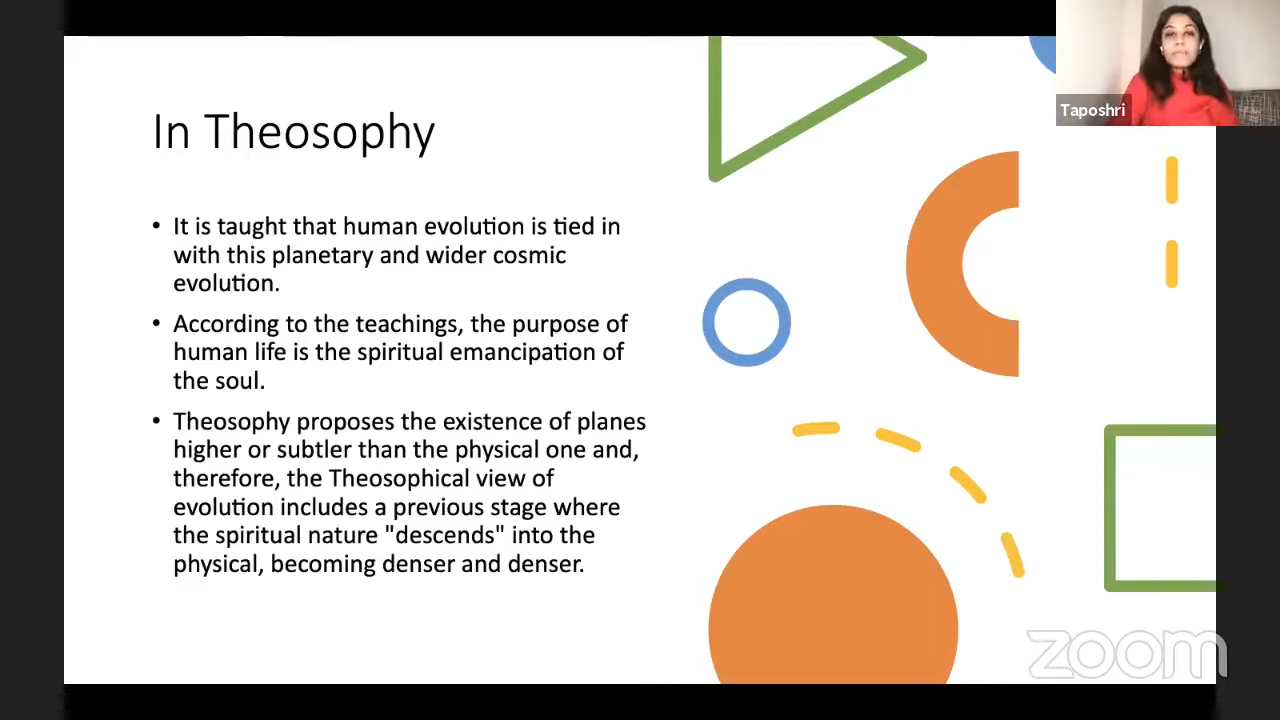 In Theosophy
• It is taught that human evolution is tied in
with this planetary and wider cosmic
evolution.
• According to the teachings, the purpose of
human life is the spiritual emancipation of
the soul.
• Theosophy proposes the existence of planes
higher or subtler than the physical one and,
therefore, the Theosophical view of
evolution includes a previous stage where
the spiritual nature "descends" into the
physical, becoming denser and denser.
Taposhri
zoom